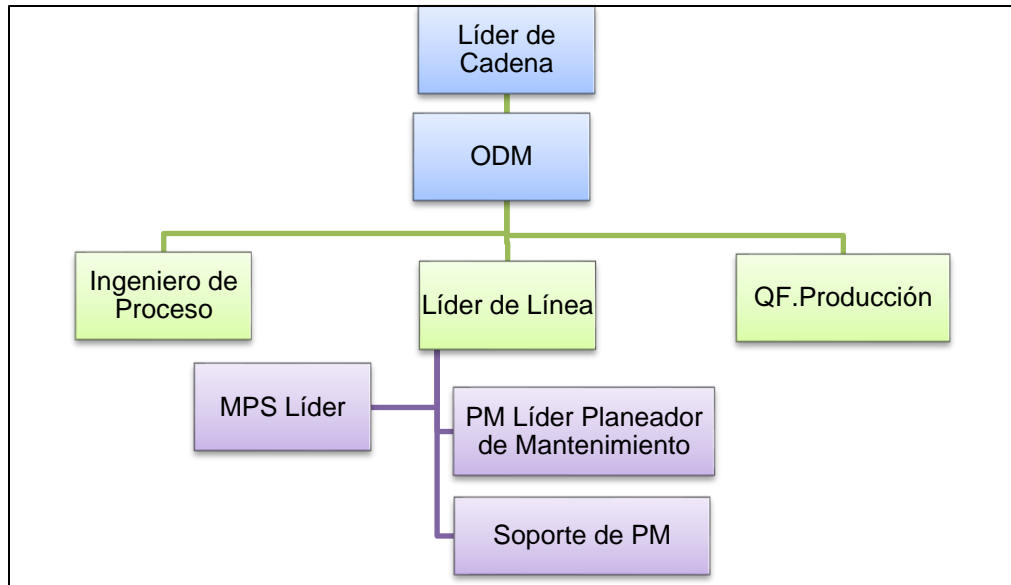 Líder de
Cadena
ODM
Ingeniero de
Proceso
Líder de Línea
QF.Producción
MPS Líder
PM Líder Planeador
de Mantenimiento
Soporte de PM